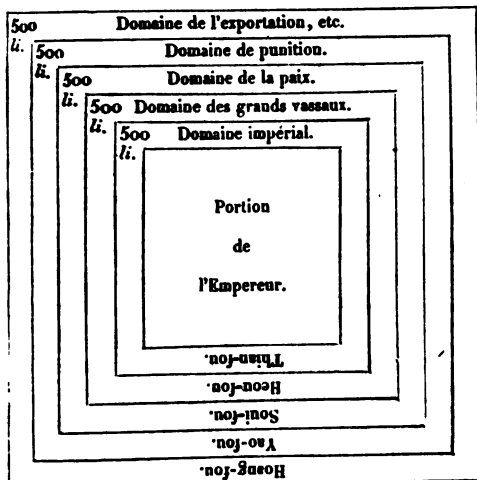 500 Domaine de l'exportation, etc.
li. 500 Domaine de punition.
li. 500 Domaine de la paix.
li. 500 Domaine des grands vassaux.
li. 500 Domaine impérial.
li.
Portion
de
l'Empereur.
Thian-fou.
Heou-fou.
Soui-fou.
Yao-fou.
Hoang-fou.